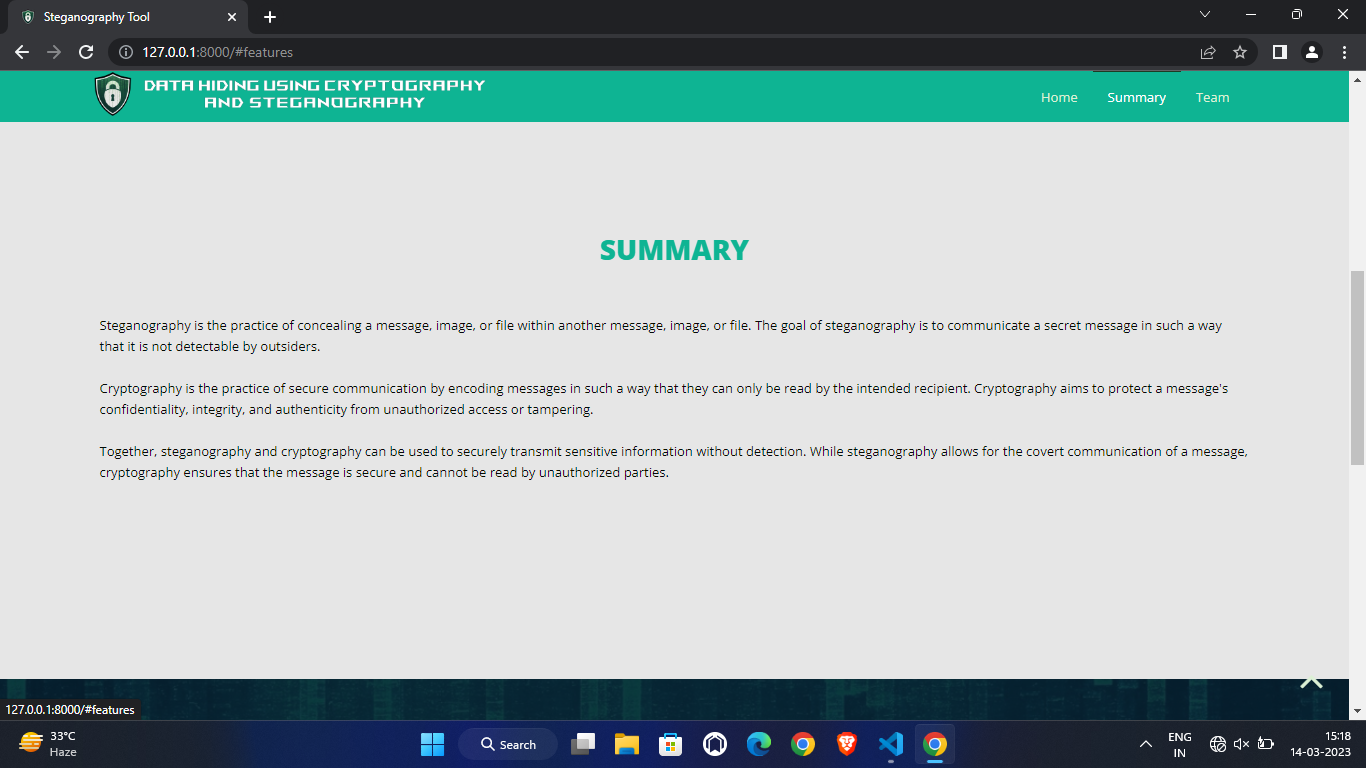 Steganography Tool
127.0.0.1:8000/#features
DATA HIDING USING CRYPTOGRAPHY
AND STEGANOGRAPHY
Home
Summary
Team
SUMMARY
Steganography is the practice of concealing a message, image, or file within another message, image, or file. The goal of steganography is to communicate a secret message in such a way
that it is not detectable by outsiders.
Cryptography is the practice of secure communication by encoding messages in such a way that they can only be read by the intended recipient. Cryptography aims to protect a message's
confidentiality, integrity, and authenticity from unauthorized access or tampering.
Together, steganography and cryptography can be used to securely transmit sensitive information without detection. While steganography allows for the covert communication of a message,
cryptography ensures that the message is secure and cannot be read by unauthorized parties.
127.0.0.1:8000/#features
33°C
Haze
Search
ENG
IN
15:18
14-03-2023